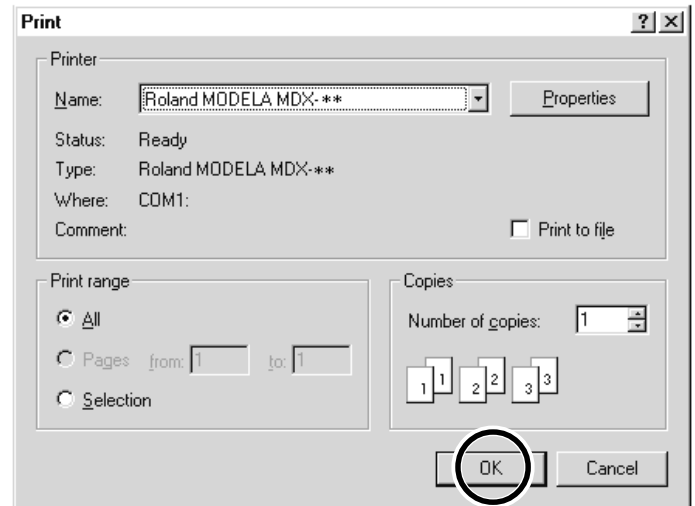 Print
Printer
Name: Roland MODELA MDX-** Properties
Status: Ready
Type: Roland MODELA MDX-**
Where: COM1:
Comment: Print to file
Print range
All
Pages from: 1 to: 1
Selection
Copies
Number of copies: 1
1 1 2 2 3 3
OK Cancel